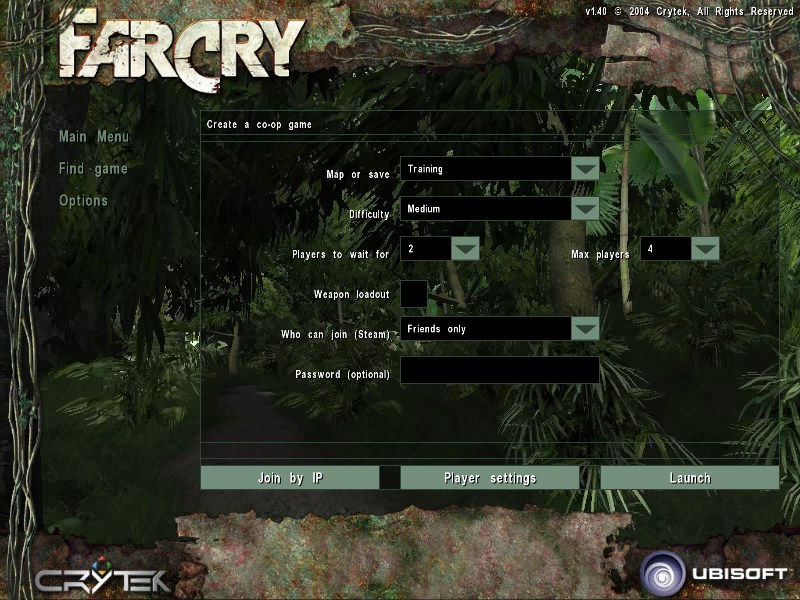 FARCRY
v1.40 © 2004 Crytek, All Rights Reserved
Main Menu
Find game
Options
Create a co-op game
Map or save Training
Difficulty Medium
Players to wait for 2 Max players 4
Weapon loadout
Who can join (Steam) Friends only
Password (optional)
Join by IP Player settings Launch
CRYTEK
UBISOFT